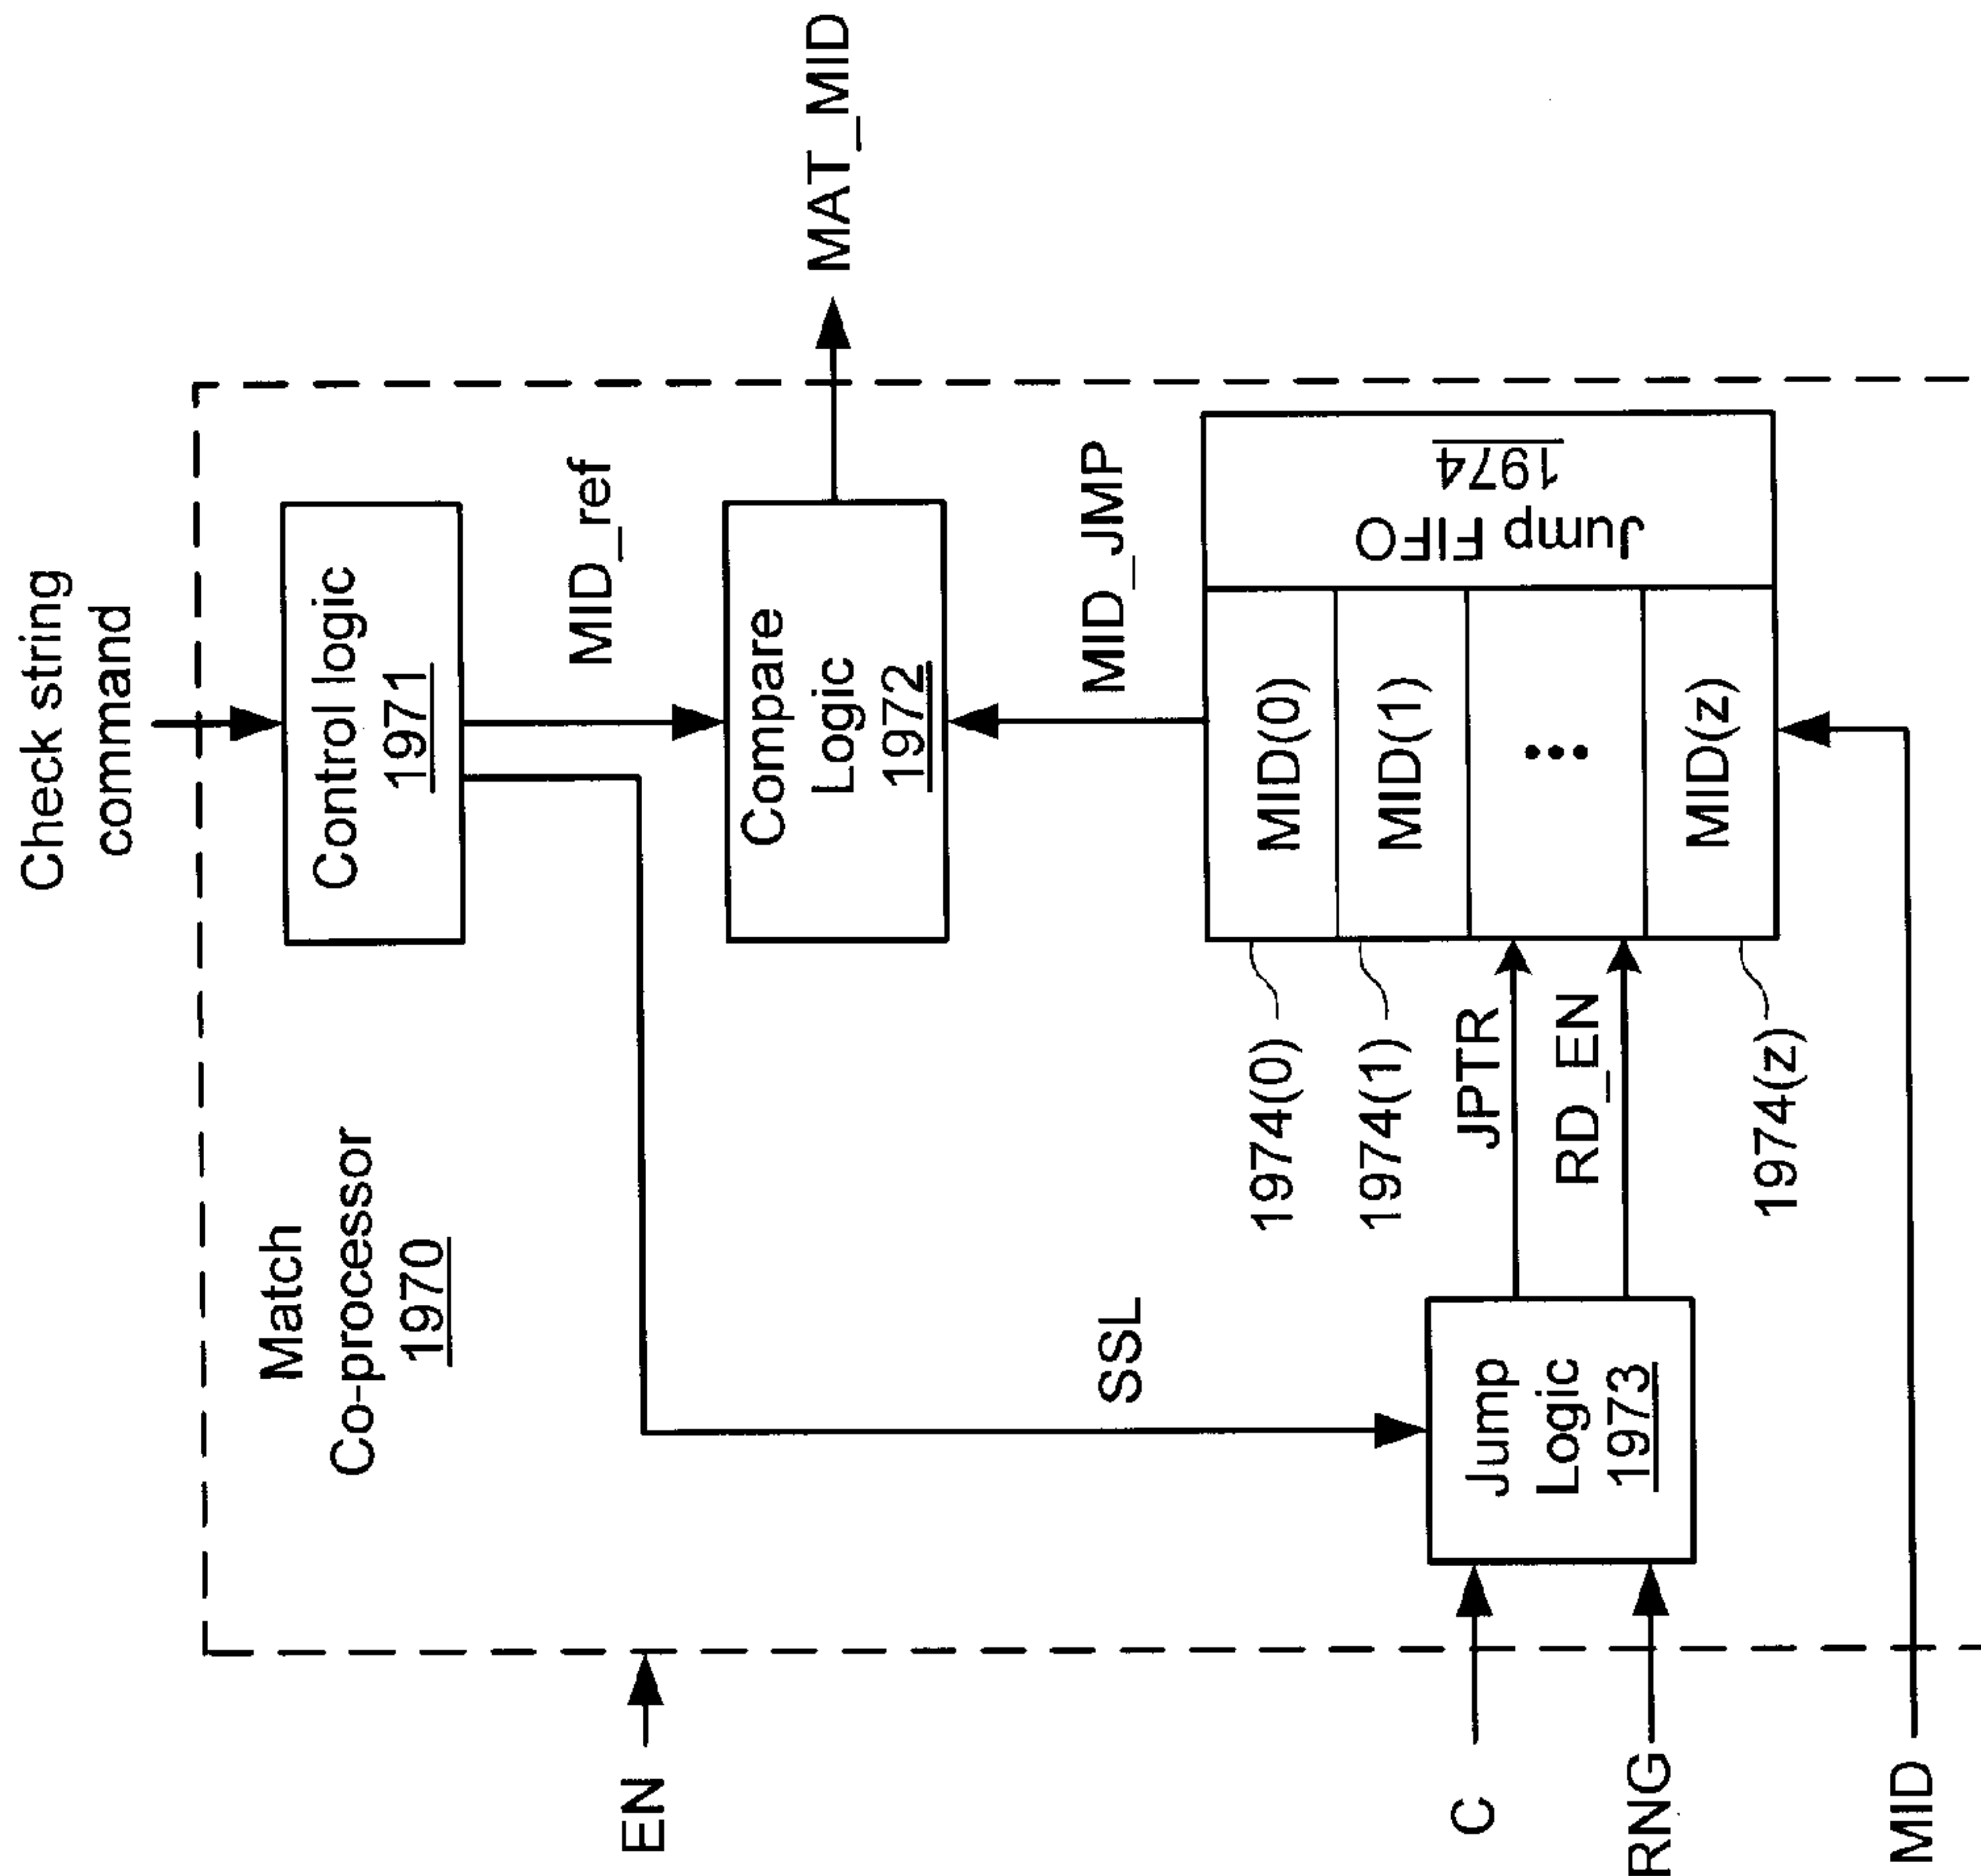 Check string
command
Match
Co-processor
1970
Control logic
1971
EN
MID_ref
Compare
Logic
1972
MAT_MID
SSL
MID_JMP
1974(0)
MID(0)
1974(1)
MID(1)
Jump FIFO
1974
C
Jump
Logic
1973
JPTR
RD_EN
RNG
1974(z)
MID(z)
MID